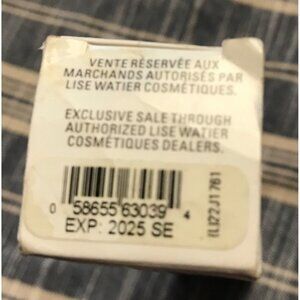 VENTE RÉSERVÉE AUX
MARCHANDS AUTORISÉS PAR
LISE WATIER COSMÉTIQUES.
EXCLUSIVE SALE THROUGH
AUTHORIZED LISE WATIER
COSMÉTIQUES DEALERS.
0 58655 63039 4
EXP: 2025 SE
(L)22J1761